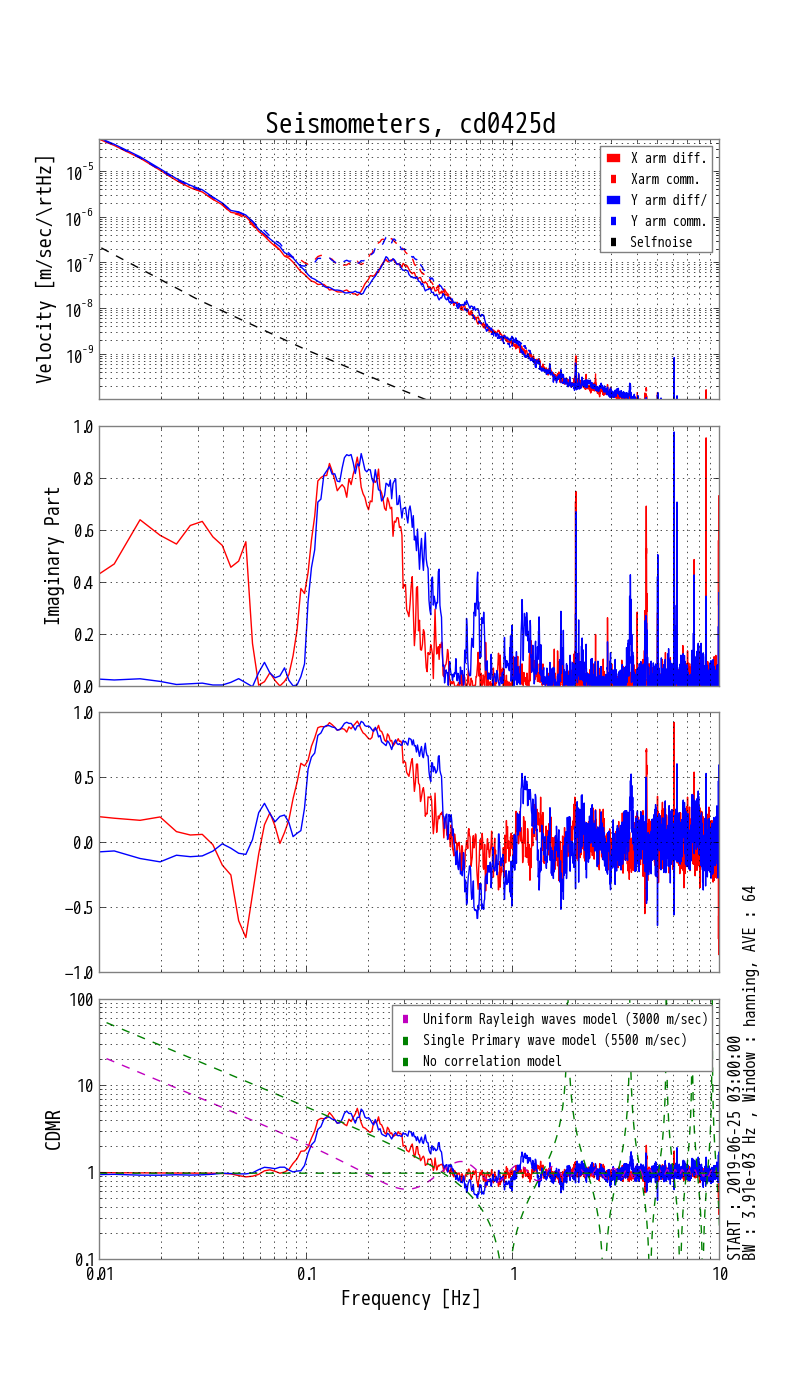 Seismometers, cd0425d
Velocity [m/sec/\rtHz]
10^-5
10^-6
10^-7
10^-8
10^-9
X arm diff.
Xarm comm.
Y arm diff/
Y arm comm.
Selfnoise
Imaginary Part
1.0
0.8
0.6
0.4
0.2
0.0
1.0
0.5
0.0
−0.5
−1.0
CDMR
100
10
1
0.1
Uniform Rayleigh waves model (3000 m/sec)
Single Primary wave model (5500 m/sec)
No correlation model
0.01 0.1 1 10
Frequency [Hz]
START : 2019-06-25 03:00:00
BW : 3.91e-03 Hz , Window : hanning, AVE : 64